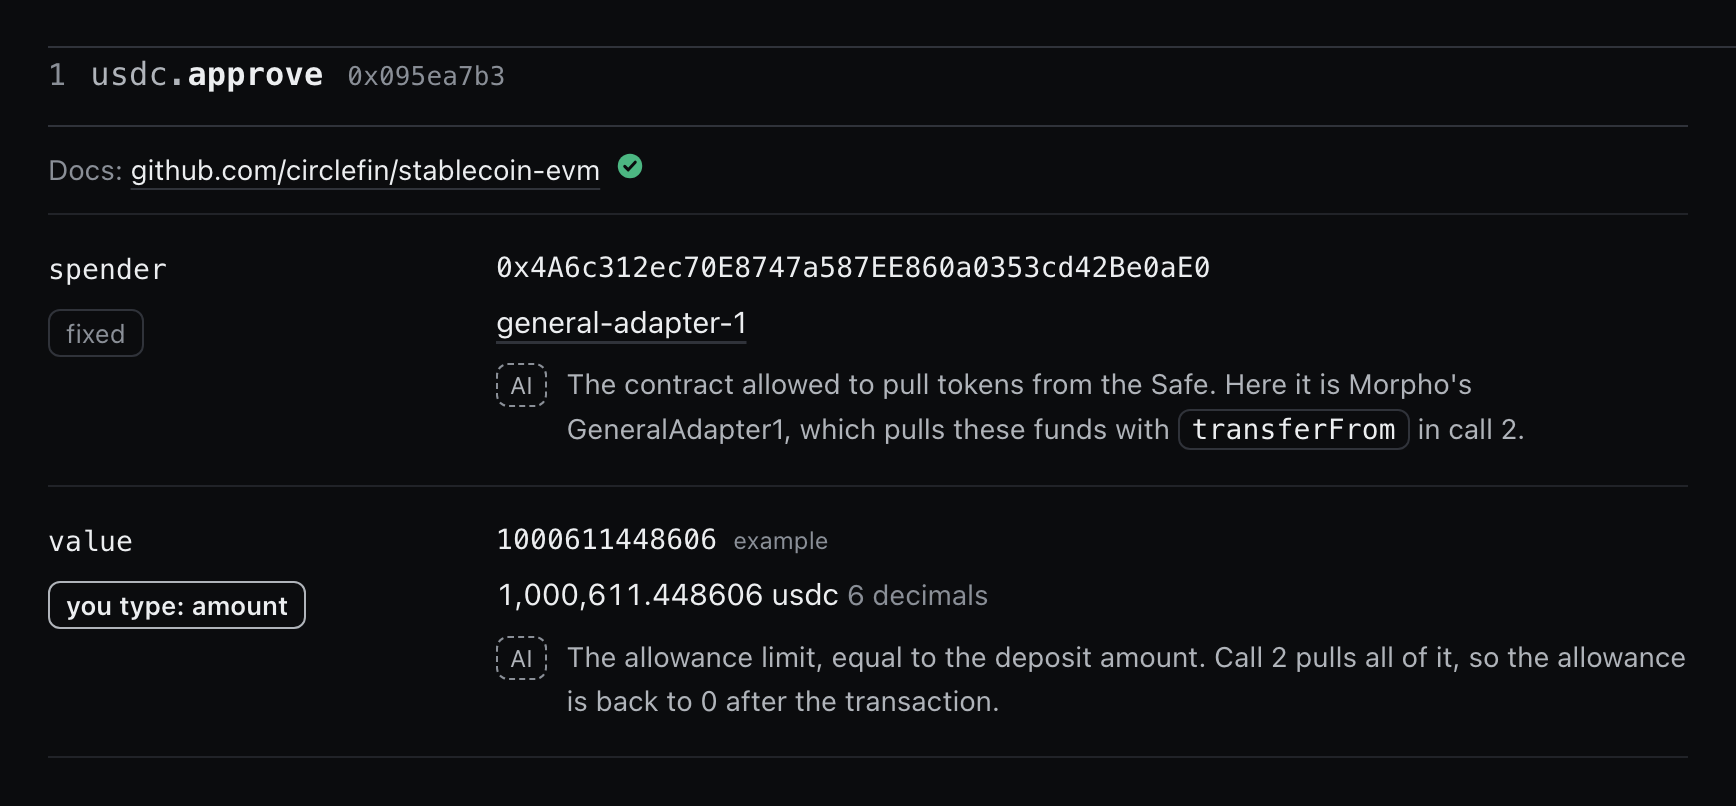 1 usdc.approve 0x095ea7b3
Docs: github.com/circlefin/stablecoin-evm
spender
0x4A6c312ec70E8747a587EE860a0353cd42Be0aE0
fixed
general-adapter-1
AI The contract allowed to pull tokens from the Safe. Here it is Morpho's
GeneralAdapter1, which pulls these funds with transferFrom in call 2.
value
1000611448606 example
you type: amount
1,000,611.448606 usdc 6 decimals
AI The allowance limit, equal to the deposit amount. Call 2 pulls all of it, so the allowance
is back to 0 after the transaction.